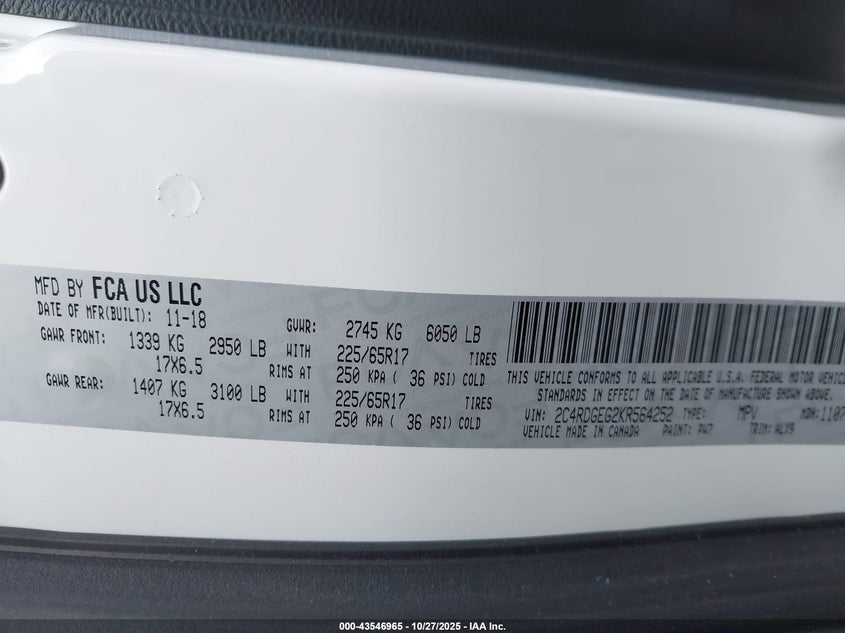 MFD BY FCA US LLC
DATE OF MFR(BUILT): 11-18 GVWR: 2745 KG 6050 LB
GAWR FRONT: 1339 KG 2950 LB WITH 225/65R17 TIRES
17X6.5 RIMS AT 250 KPA ( 36 PSI) COLD
GAWR REAR: 1407 KG 3100 LB WITH 225/65R17 TIRES
17X6.5 RIMS AT 250 KPA ( 36 PSI) COLD
THIS VEHICLE CONFORMS TO ALL APPLICABLE U.S.A. FEDERAL MOTOR VEHICLE
STANDARDS IN EFFECT ON THE DATE OF MANUFACTURE SHOWN ABOVE.
VIN: 2C4RDGEG2KR564252 TYPE: MPV MDH: 1107
VEHICLE MADE IN CANADA PAINT: PW7 TRIM: ALX9
000-43546965 | 10/27/2025 | IAA Inc.